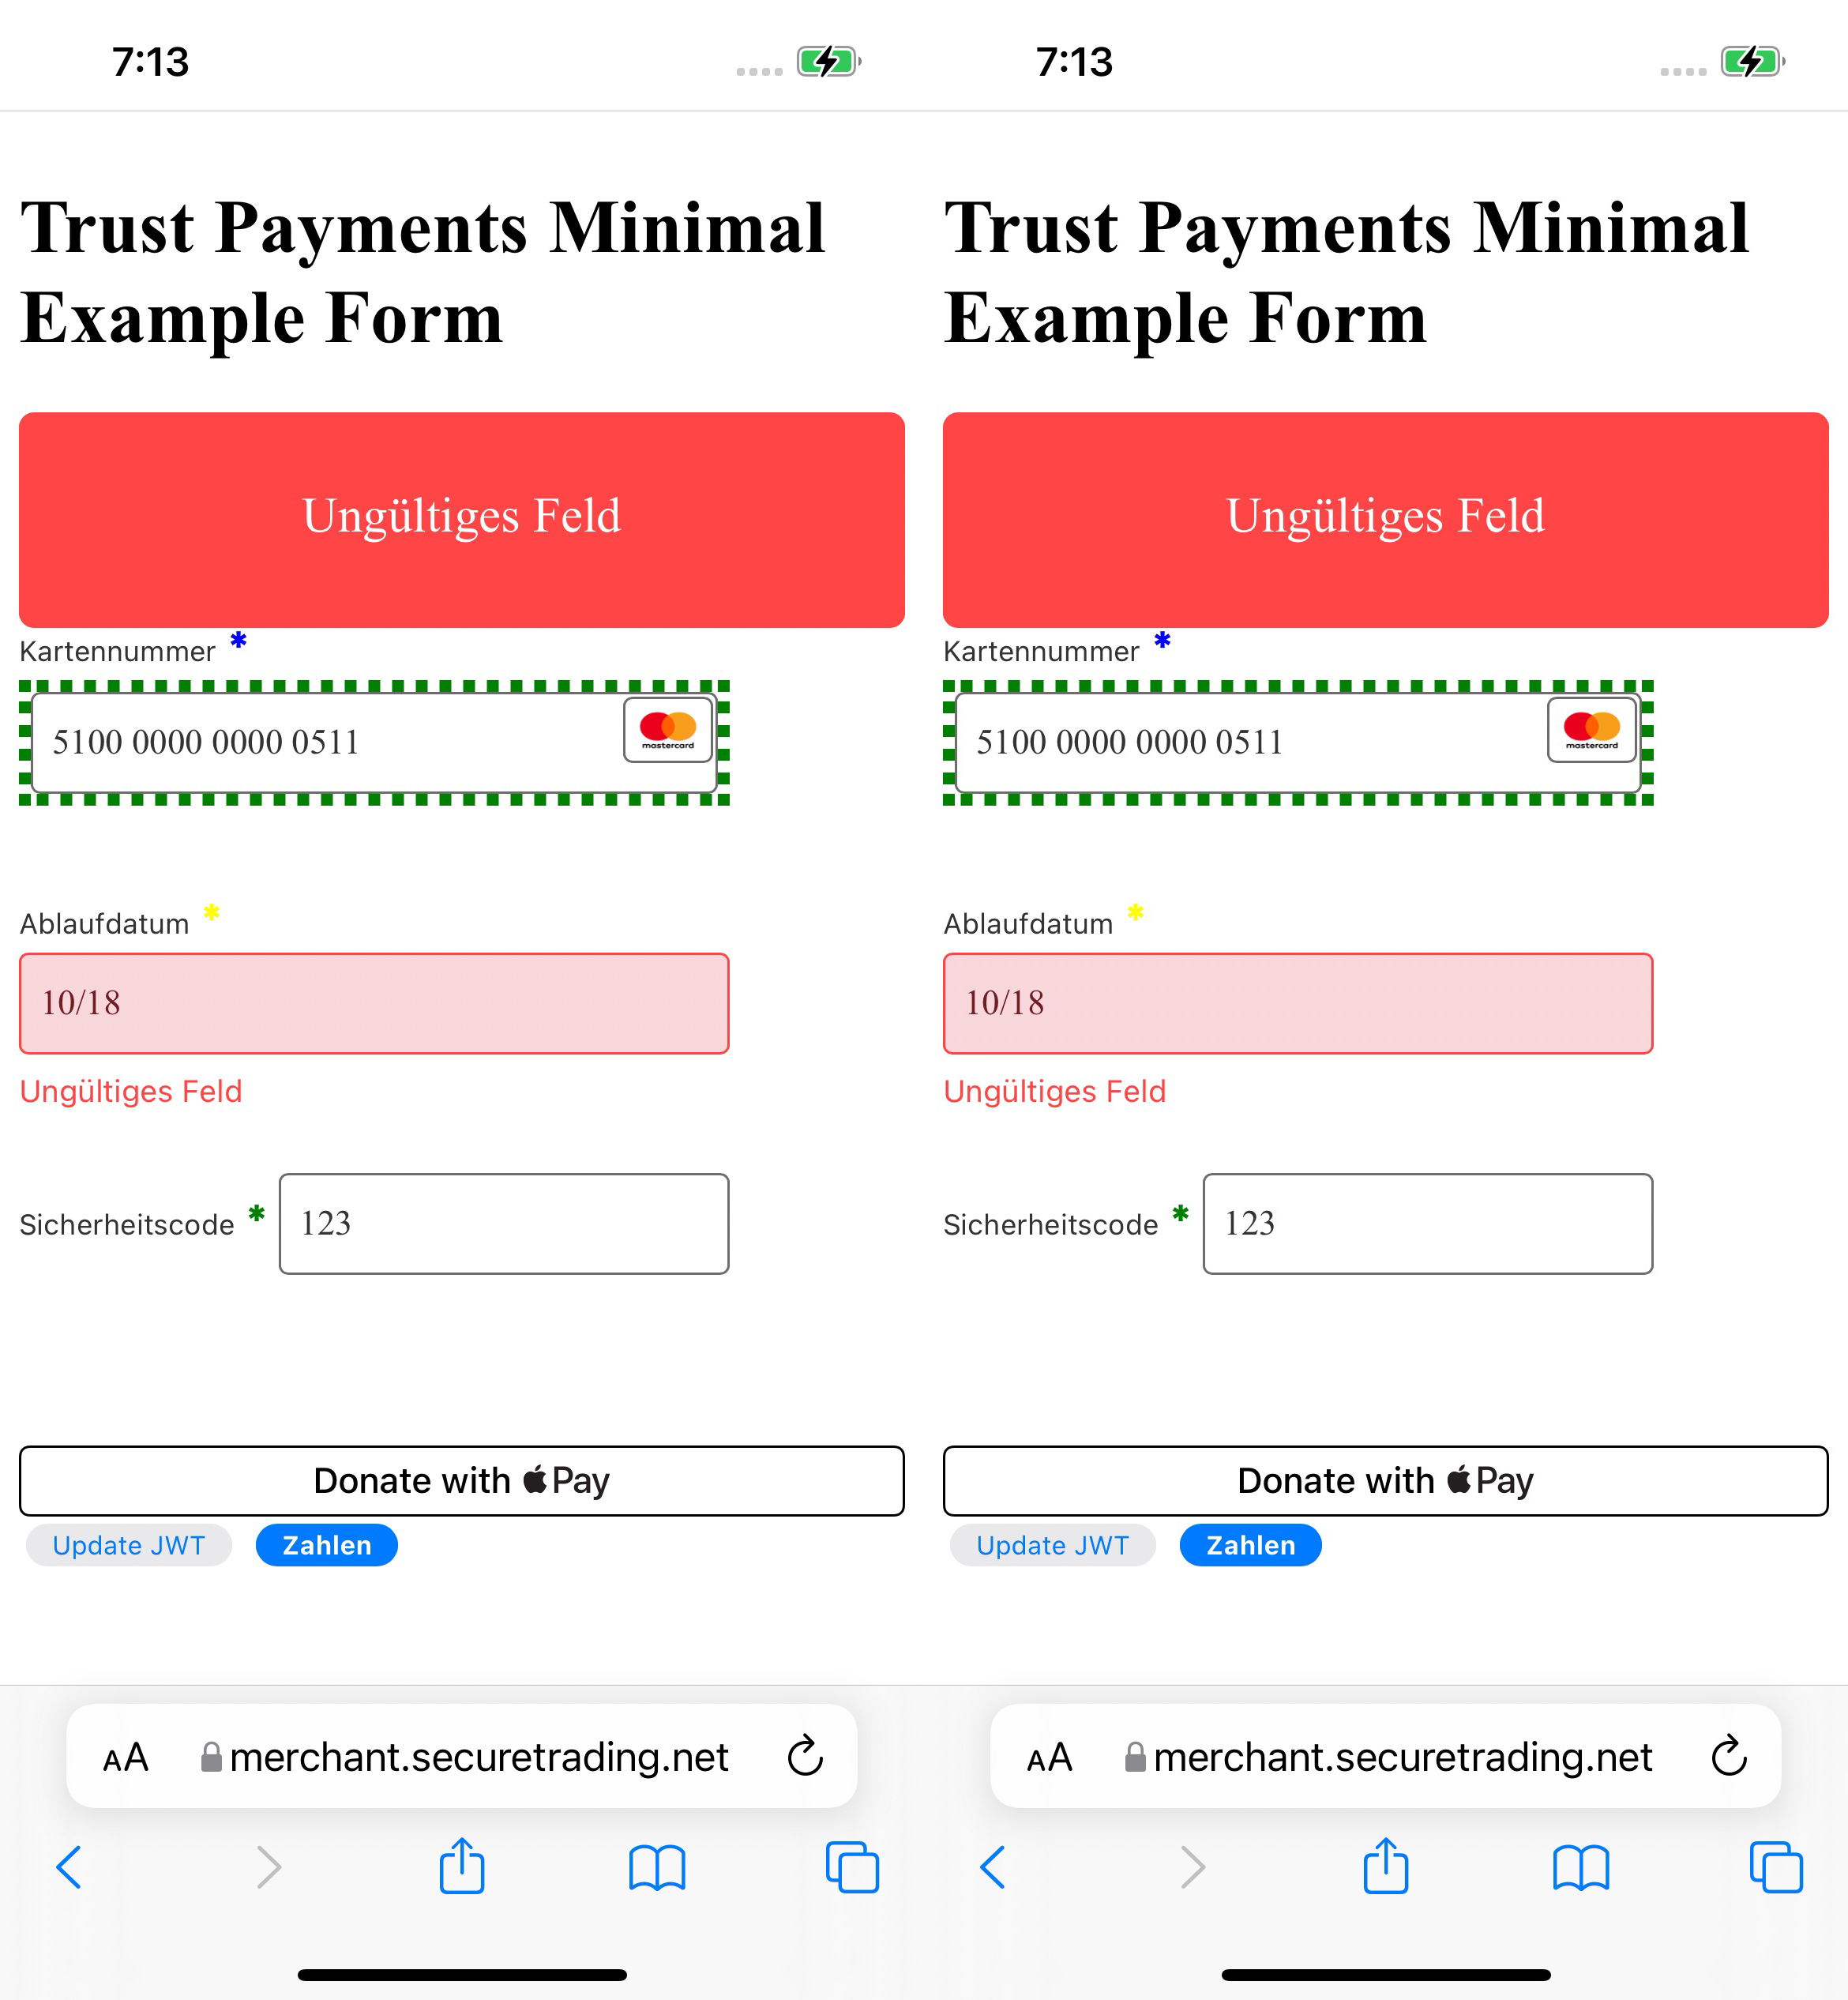 7:13
Trust Payments Minimal
Example Form
Ungültiges Feld
Kartennummer *
5100 0000 0000 0511
mastercard
Ablaufdatum *
10/18
Ungültiges Feld
Sicherheitscode *
123
Donate with Pay
Update JWT
Zahlen
AA
merchant.securetrading.net
7:13
Trust Payments Minimal
Example Form
Ungültiges Feld
Kartennummer *
5100 0000 0000 0511
mastercard
Ablaufdatum *
10/18
Ungültiges Feld
Sicherheitscode *
123
Donate with Pay
Update JWT
Zahlen
AA
merchant.securetrading.net